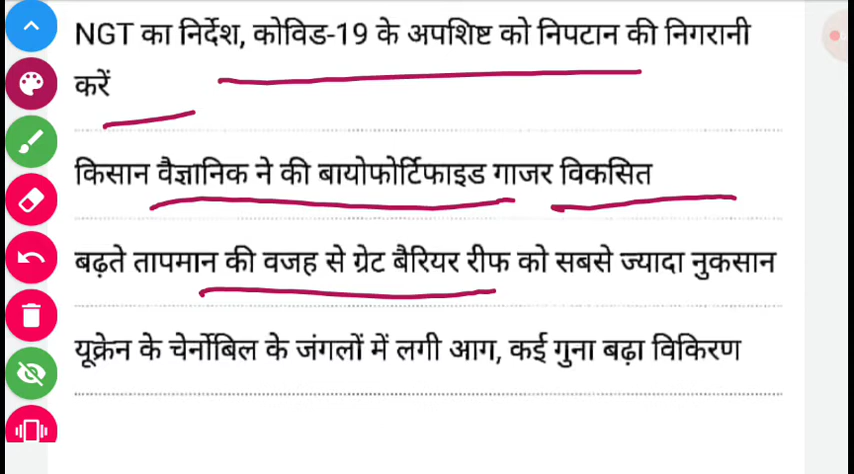 NGT का निर्देश, कोविड-19 के अपशिष्ट को निपटान की निगरानी
करें
किसान वैज्ञानिक ने की बायोफोर्टिफाइड गाजर विकसित
बढ़ते तापमान की वजह से ग्रेट बैरियर रीफ को सबसे ज्यादा नुकसान
यूक्रेन के चेर्नोबिल के जंगलों में लगी आग, कई गुना बढ़ा विकिरण